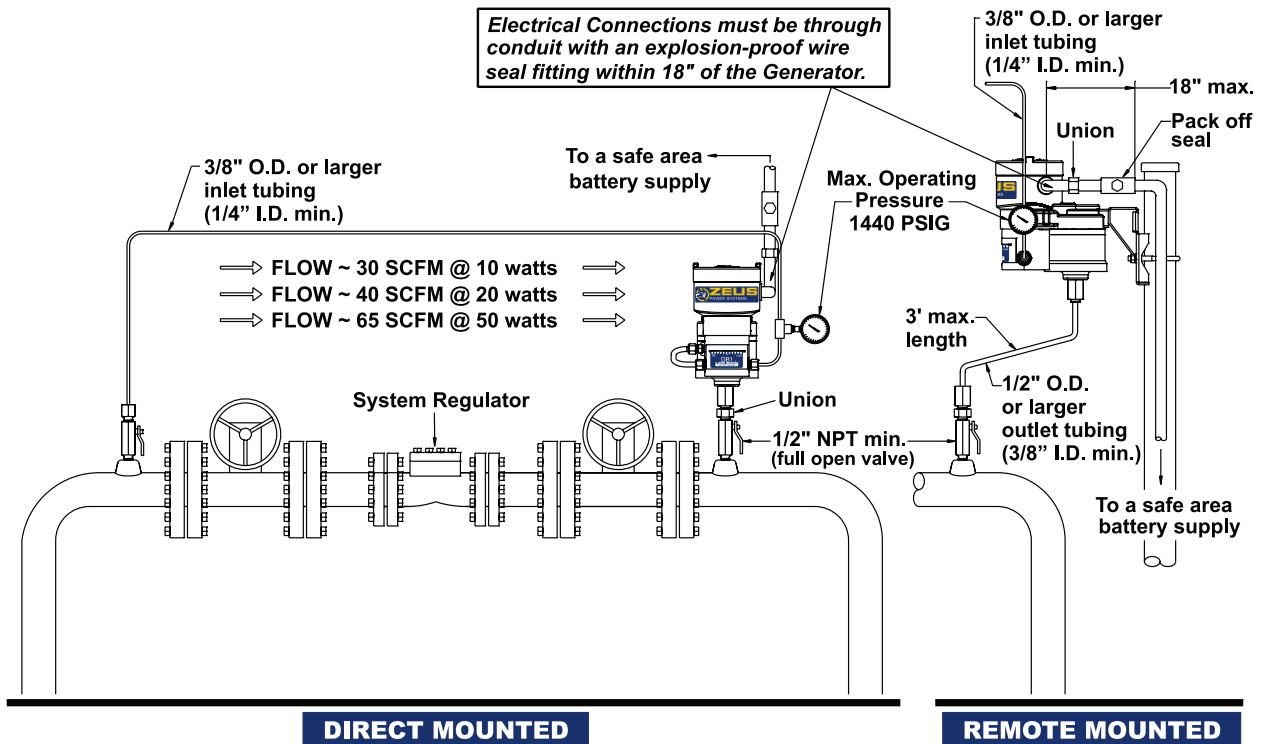 Electrical Connections must be through
conduit with an explosion-proof wire
seal fitting within 18" of the Generator.
3/8" O.D. or larger
inlet tubing
(1/4” I.D. min.)
18" max.
Union
Pack off
seal
To a safe area
battery supply
Max. Operating
Pressure
1440 PSIG
3/8" O.D. or larger
inlet tubing
(1/4” I.D. min.)
FLOW ~ 30 SCFM @ 10 watts
FLOW ~ 40 SCFM @ 20 watts
FLOW ~ 65 SCFM @ 50 watts
ZEUS
POWER SYSTEMS
US
DB1
3' max.
length
System Regulator
Union
1/2" NPT min.
(full open valve)
1/2" O.D.
or larger
outlet tubing
(3/8” I.D. min.)
To a safe area
battery supply
DIRECT MOUNTED
REMOTE MOUNTED